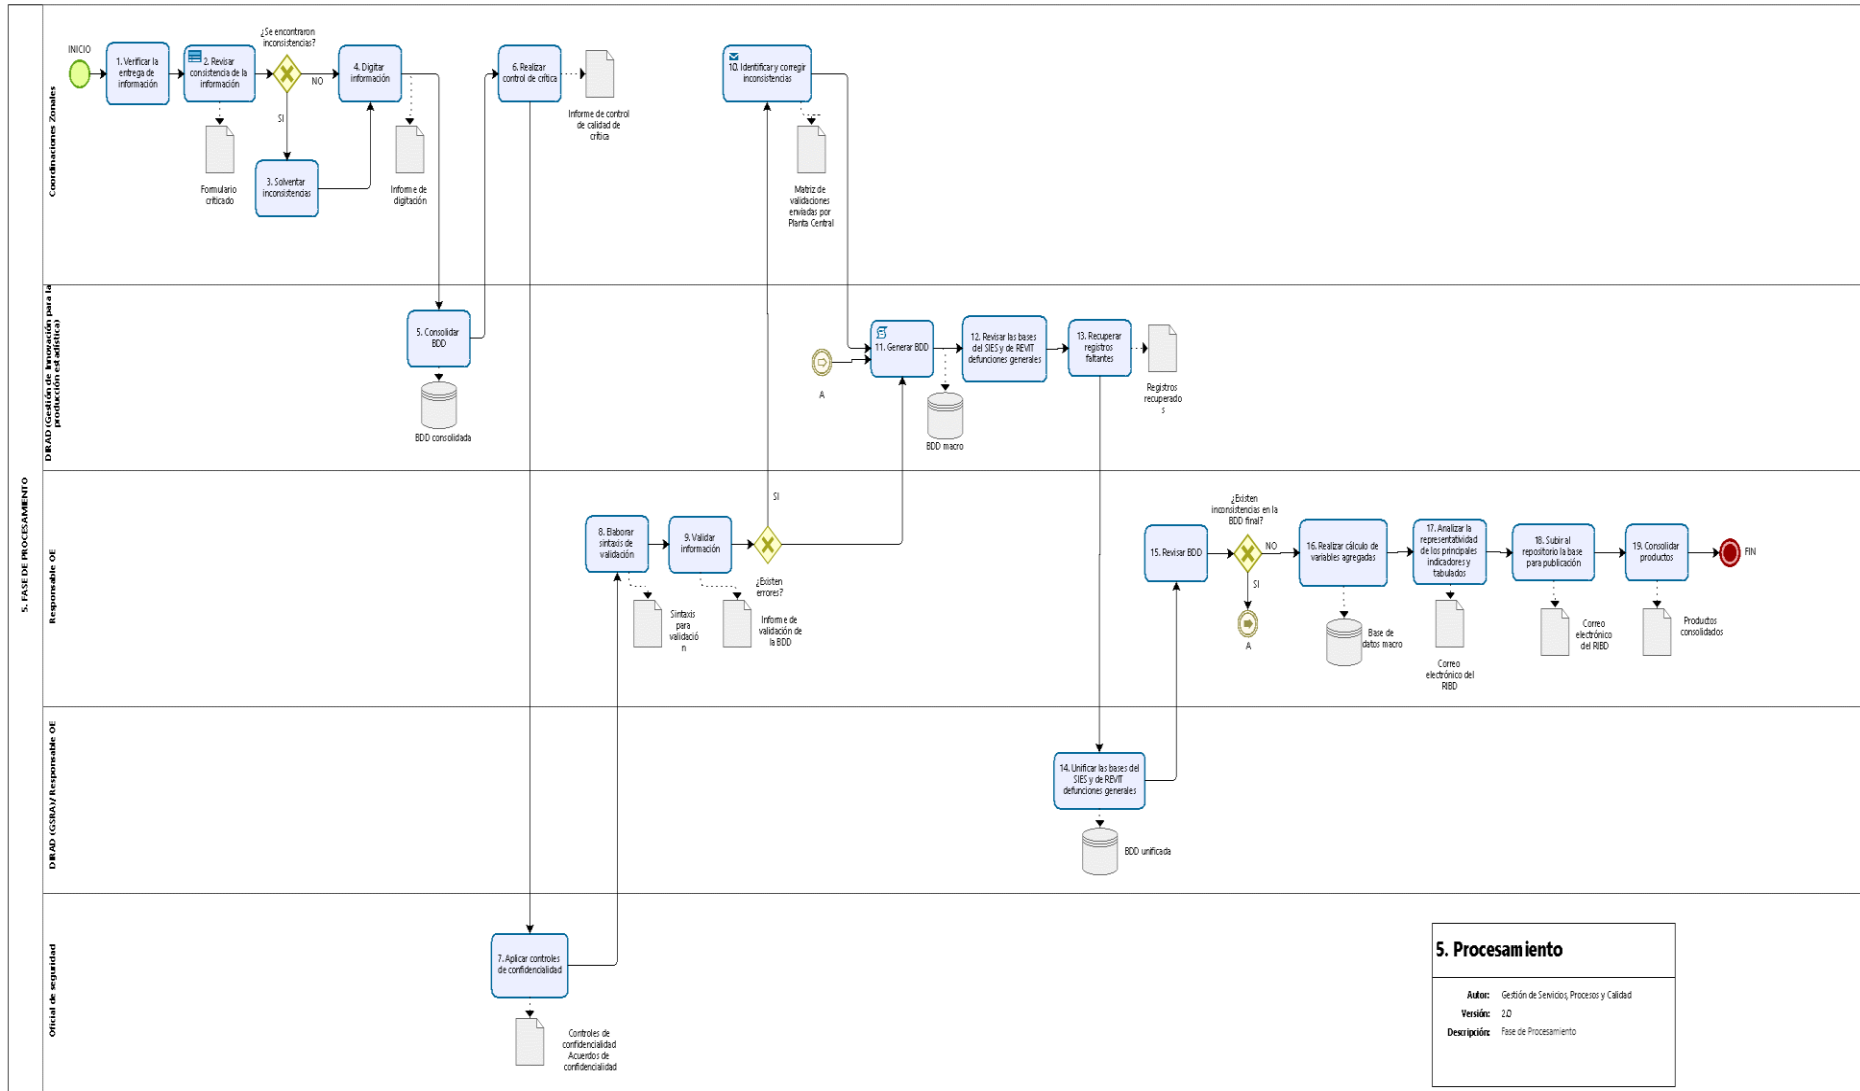 5. FASE DE PROCESAMIENTO
Coordinaciones Zonales
INICIO
1. Verificar la
entrega de
información
2. Revisar
consistencia de la
información
Formulario
criticado
¿Se encontraron
inconsistencias?
NO
SI
3. Solventar
inconsistencias
4. Digitar
información
Informe de
digitación
6. Realizar
control de crítica
Informe de control
de calidad de
crítica
10. Identificar y corregir
inconsistencias
Matriz de
validaciones
enviadas por
Planta Central
DIRAD (Gestión de Innovación para la
producción estadística)
5. Consolidar
BDD
BDD consolidada
A
11. Generar BDD
BDD macro
12. Revisar las bases
del SIES y de REVIT
defunciones generales
13. Recuperar
registros
faltantes
Registros
recuperado
s
Responsable OE
8. Elaborar
sintaxis de
validación
Sintaxis
para
validació
n
9. Validar
información
Informe de
validación de
la BDD
SI
¿Existen
errores?
15. Revisar BDD
¿Existen
inconsistencias en la
BDD final?
NO
SI
A
16. Realizar cálculo de
variables agregadas
Base de
datos macro
17. Analizar la
representatividad
de los principales
indicadores y
tabulados
Correo
electrónico del
RIBD
18. Subir al
repositorio la base
para publicación
Correo
electrónico
del RIBD
19. Consolidar
productos
Productos
consolidados
FIN
DIRAD (GSRA)/ Responsable OE
14. Unificar las bases del
SIES y de REVIT
defunciones generales
BDD unificada
Oficial de seguridad
7. Aplicar controles
de confidencialidad
Controles de
confidencialidad
Acuerdos de
confidencialidad
5. Procesamiento
Autor: Gestión de Servicios, Procesos y Calidad
Versión: 2.0
Descripción: Fase de Procesamiento